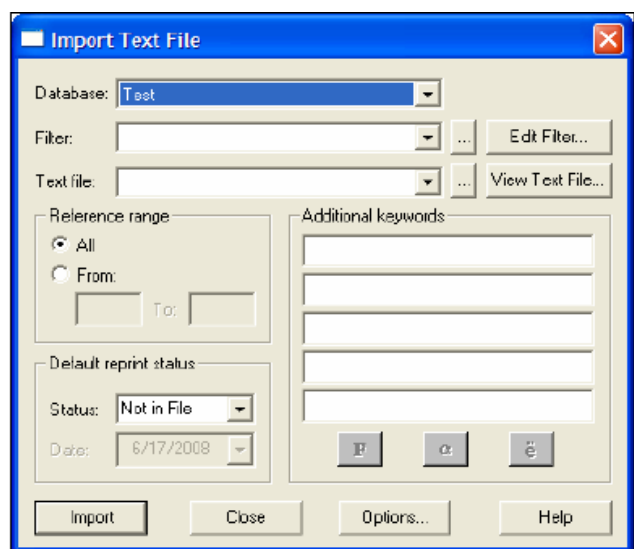 Import Text File
Database: Test
Filter: ... Edit Filter...
Text file: ... View Text File...
Reference range
All
From:
To:
Additional keywords
Default reprint status
Status: Not in File
Date: 6/17/2008
F α ë
Import Close Options... Help